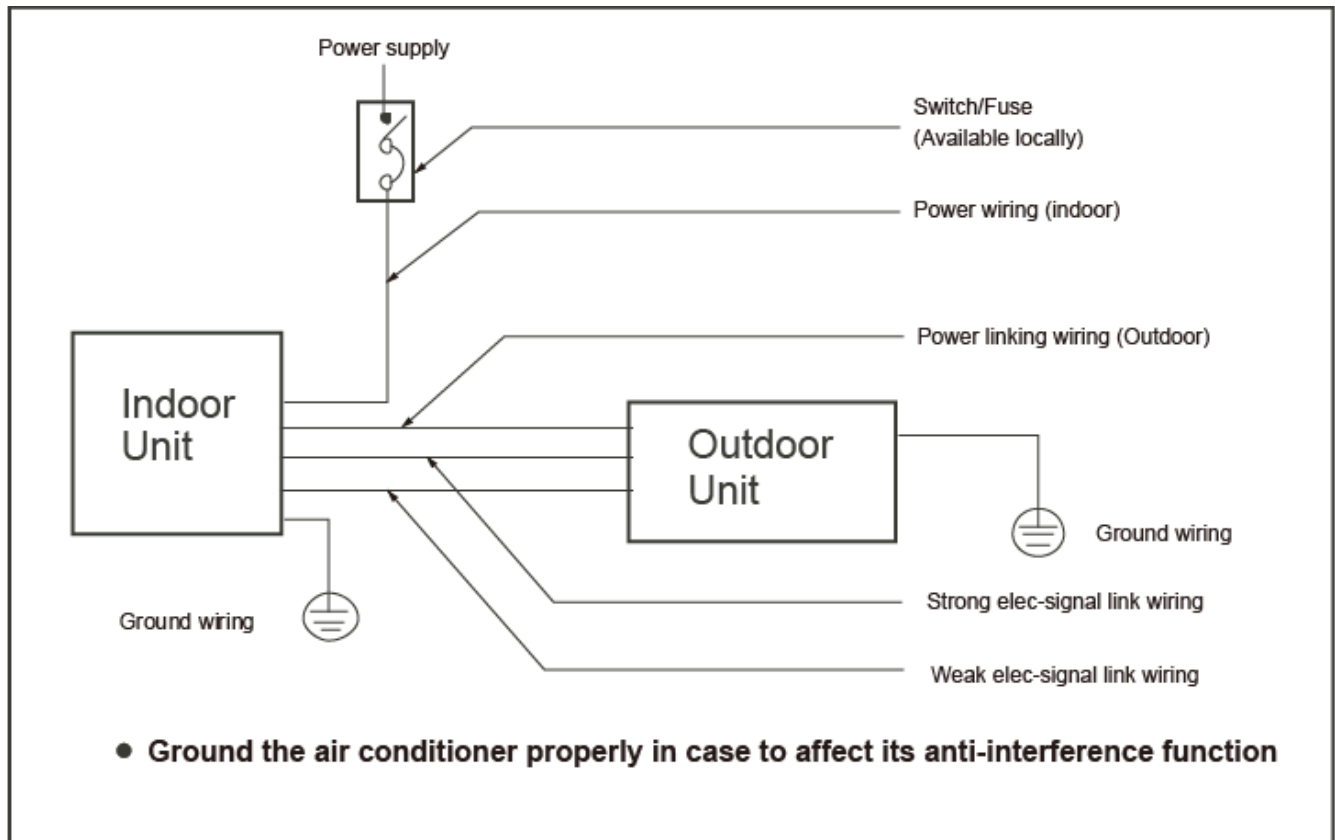 Power supply
Switch/Fuse
(Available locally)
Power wiring (indoor)
Power linking wiring (Outdoor)
Indoor
Unit
Outdoor
Unit
Ground wiring
Ground wiring
Strong elec-signal link wiring
Weak elec-signal link wiring
● Ground the air conditioner properly in case to affect its anti-interference function